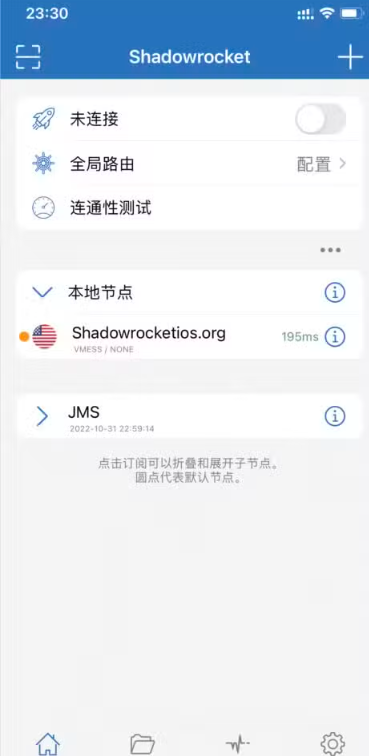 23:30
Shadowrocket
未连接
全局路由 配置
连通性测试
本地节点
Shadowrocketios.org 195ms
VMESS / NONE
JMS
2022-10-31 22:59:14
点击订阅可以折叠和展开子节点。
圆点代表默认节点。